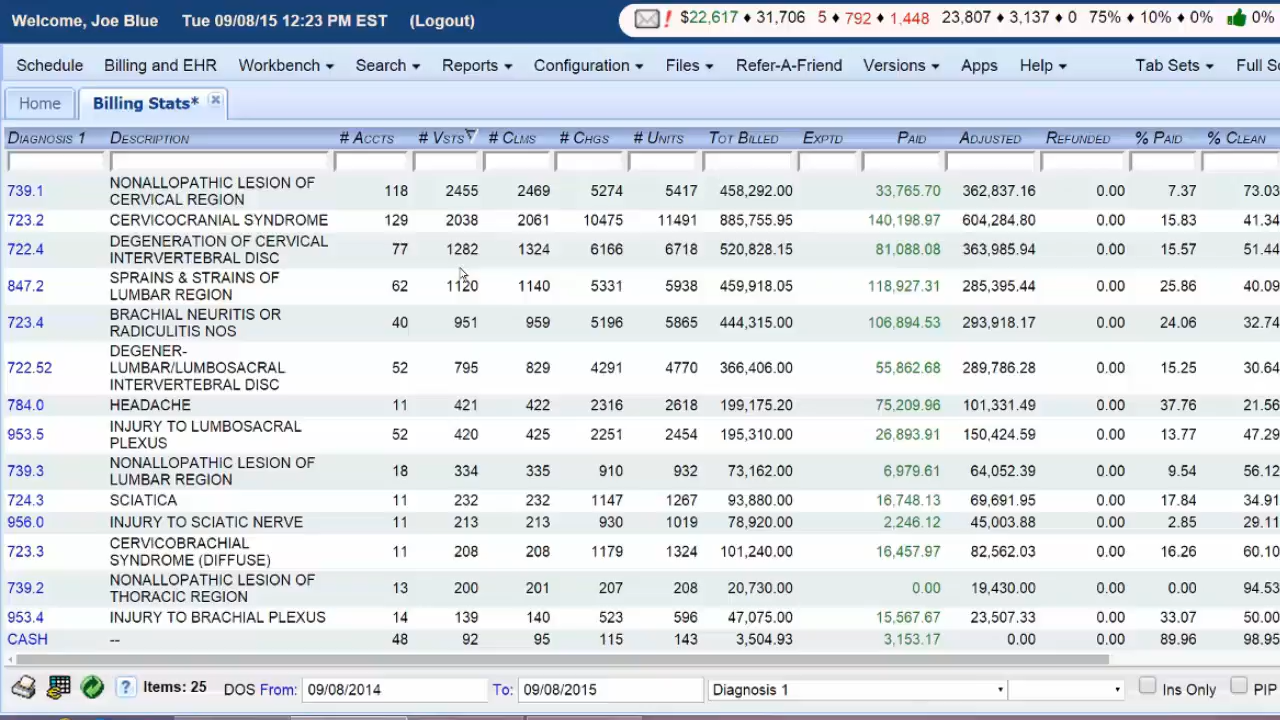 Welcome, Joe Blue Tue 09/08/15 12:23 PM EST (Logout) ! $22,617 ♦ 31,706 5 ♦ 792 ♦ 1,448 23,807 ♦ 3,137 ♦ 0 75% ♦ 10% ♦ 0% 0%
Schedule Billing and EHR Workbench Search Reports Configuration Files Refer-A-Friend Versions Apps Help Tab Sets Full Sc
Home Billing Stats*
DIAGNOSIS 1 DESCRIPTION # ACCTS # VSTS # CLMS # CHGS # UNITS TOT BILLED EXPTD PAID ADJUSTED REFUNDED % PAID % CLEAN
739.1 NONALLOPATHIC LESION OF CERVICAL REGION 118 2455 2469 5274 5417 458,292.00 33,765.70 362,837.16 0.00 7.37 73.03
723.2 CERVICOCRANIAL SYNDROME 129 2038 2061 10475 11491 885,755.95 140,198.97 604,284.80 0.00 15.83 41.34
722.4 DEGENERATION OF CERVICAL INTERVERTEBRAL DISC 77 1282 1324 6166 6718 520,828.15 81,088.08 363,985.94 0.00 15.57 51.44
847.2 SPRAINS & STRAINS OF LUMBAR REGION 62 1120 1140 5331 5938 459,918.05 118,927.31 285,395.44 0.00 25.86 40.09
723.4 BRACHIAL NEURITIS OR RADICULITIS NOS 40 951 959 5196 5865 444,315.00 106,894.53 293,918.17 0.00 24.06 32.74
722.52 DEGENER-LUMBAR/LUMBOSACRAL INTERVERTEBRAL DISC 52 795 829 4291 4770 366,406.00 55,862.68 289,786.28 0.00 15.25 30.64
784.0 HEADACHE 11 421 422 2316 2618 199,175.20 75,209.96 101,331.49 0.00 37.76 21.56
953.5 INJURY TO LUMBOSACRAL PLEXUS 52 420 425 2251 2454 195,310.00 26,893.91 150,424.59 0.00 13.77 47.29
739.3 NONALLOPATHIC LESION OF LUMBAR REGION 18 334 335 910 932 73,162.00 6,979.61 64,052.39 0.00 9.54 56.12
724.3 SCIATICA 11 232 232 1147 1267 93,880.00 16,748.13 69,691.95 0.00 17.84 34.91
956.0 INJURY TO SCIATIC NERVE 11 213 213 930 1019 78,920.00 2,246.12 45,003.88 0.00 2.85 29.11
723.3 CERVICOBRACHIAL SYNDROME (DIFFUSE) 11 208 208 1179 1324 101,240.00 16,457.97 82,562.03 0.00 16.26 60.10
739.2 NONALLOPATHIC LESION OF THORACIC REGION 13 200 201 207 208 20,730.00 0.00 19,430.00 0.00 0.00 94.53
953.4 INJURY TO BRACHIAL PLEXUS 14 139 140 523 596 47,075.00 15,567.67 23,507.33 0.00 33.07 50.00
CASH -- 48 92 95 115 143 3,504.93 3,153.17 0.00 0.00 89.96 98.95
? Items: 25 DOS From: 09/08/2014 To: 09/08/2015 Diagnosis 1 Ins Only PIP